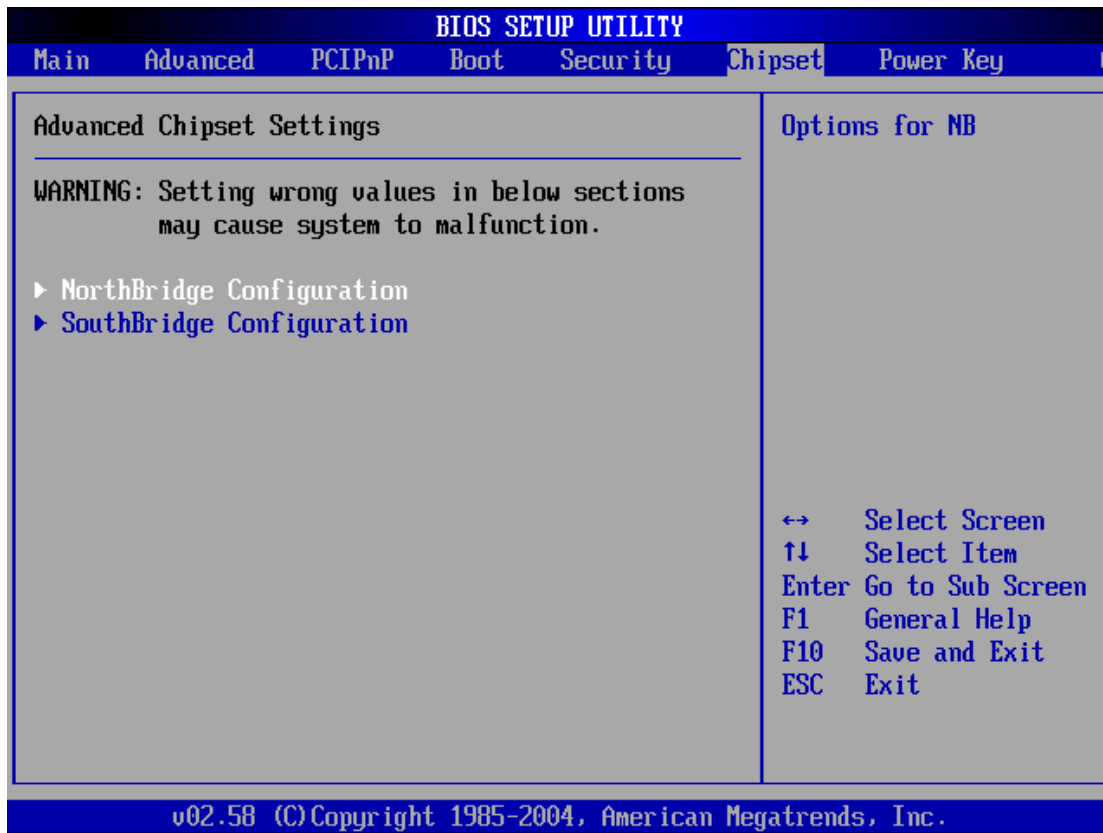 BIOS SETUP UTILITY
Main Advanced PCIPnP Boot Security Chipset Power Key
Advanced Chipset Settings
WARNING: Setting wrong values in below sections
may cause system to malfunction.
▶ NorthBridge Configuration
▶ SouthBridge Configuration
Options for NB
←→ Select Screen
↑↓ Select Item
Enter Go to Sub Screen
F1 General Help
F10 Save and Exit
ESC Exit
v02.58 (C)Copyright 1985-2004, American Megatrends, Inc.